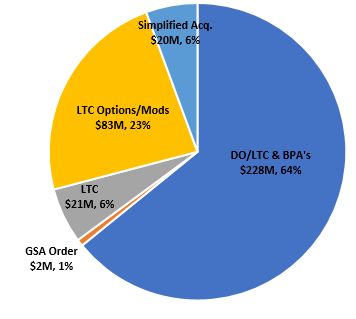 Simplified Acq.
$20M, 6%
LTC Options/Mods
$83M, 23%
DO/LTC & BPA's
$228M, 64%
LTC
$21M, 6%
GSA Order
$2M, 1%